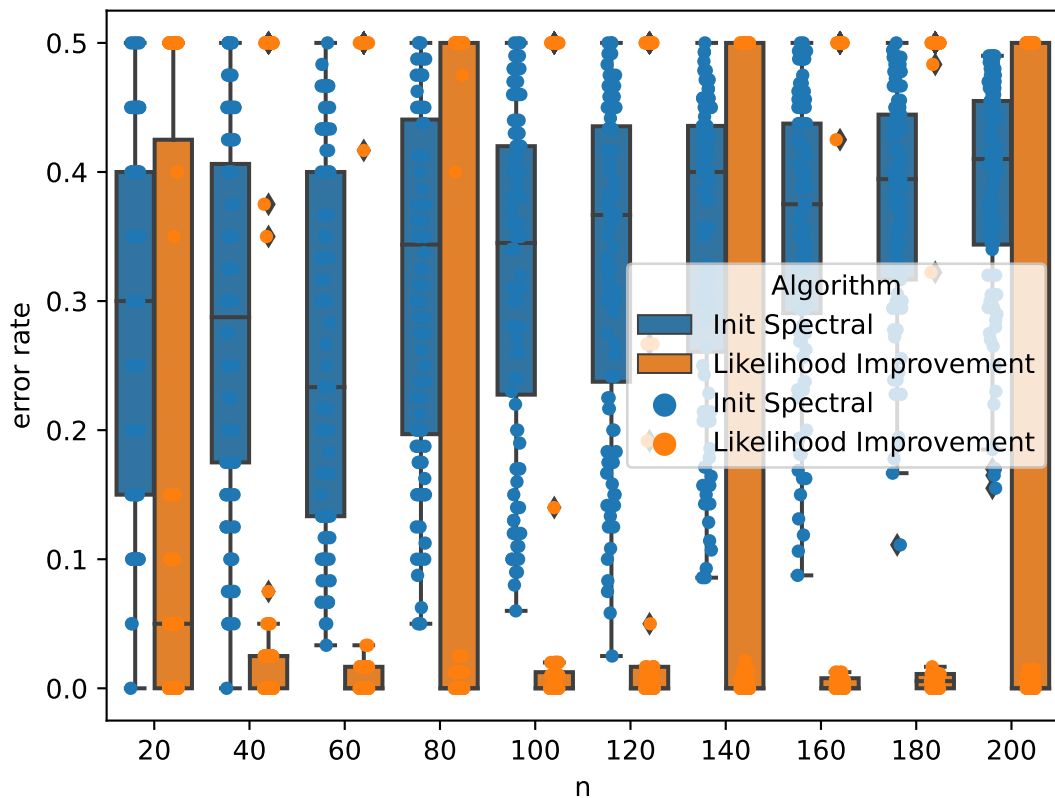 0.5
0.4
0.3
0.2
0.1
0.0
error rate
Algorithm
Init Spectral
Likelihood Improvement
Init Spectral
Likelihood Improvement
20 40 60 80 100 120 140 160 180 200
n